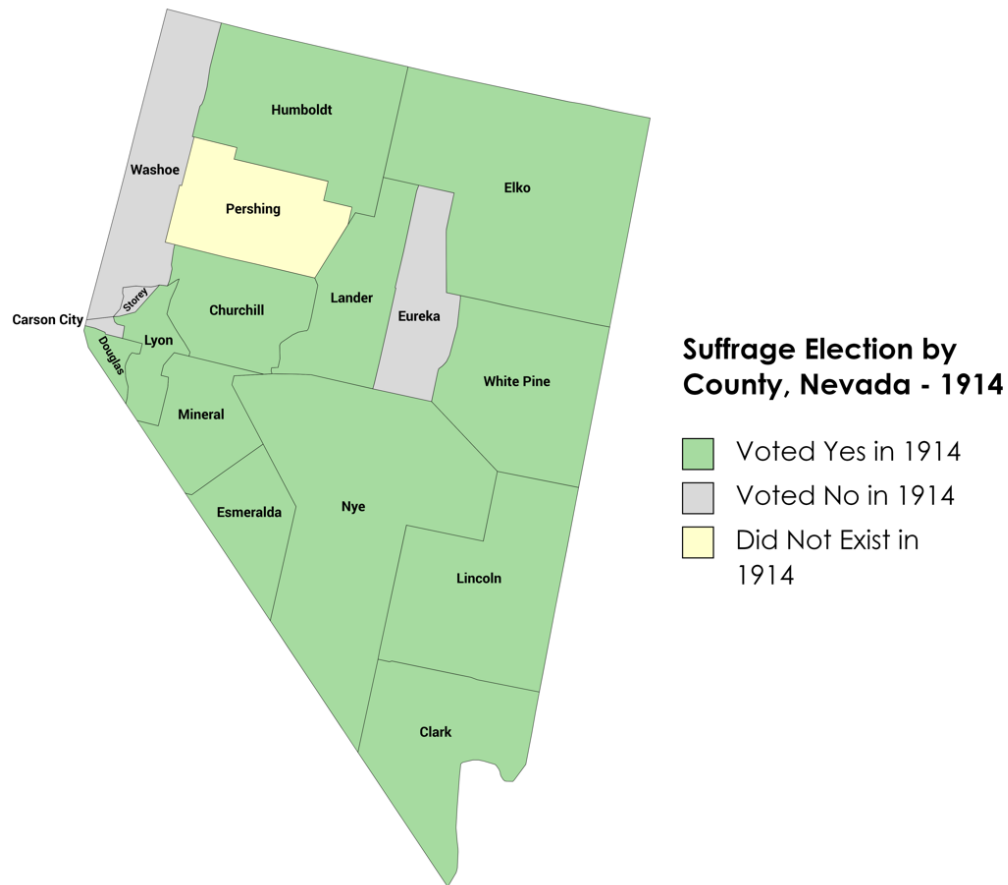 Humboldt
Washoe
Elko
Pershing
Storey
Lander
Churchill
Eureka
Carson City
Lyon
Douglas
White Pine
Mineral
Nye
Esmeralda
Lincoln
Clark
Suffrage Election by
County, Nevada - 1914
Voted Yes in 1914
Voted No in 1914
Did Not Exist in
1914